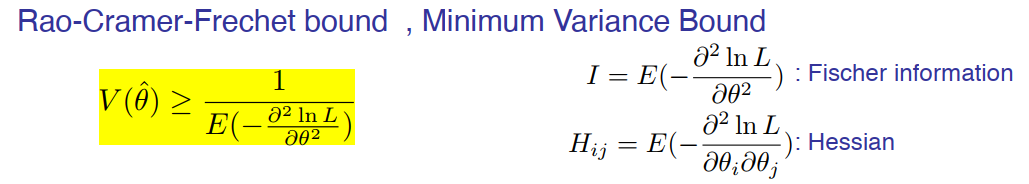 Rao-Cramer-Frechet bound , Minimum Variance Bound
V(θ̂) ≥ 1 / E(−∂² ln L / ∂θ²)
I = E(−∂² ln L / ∂θ²) : Fischer information
H_ij = E(−∂² ln L / ∂θ_i∂θ_j): Hessian